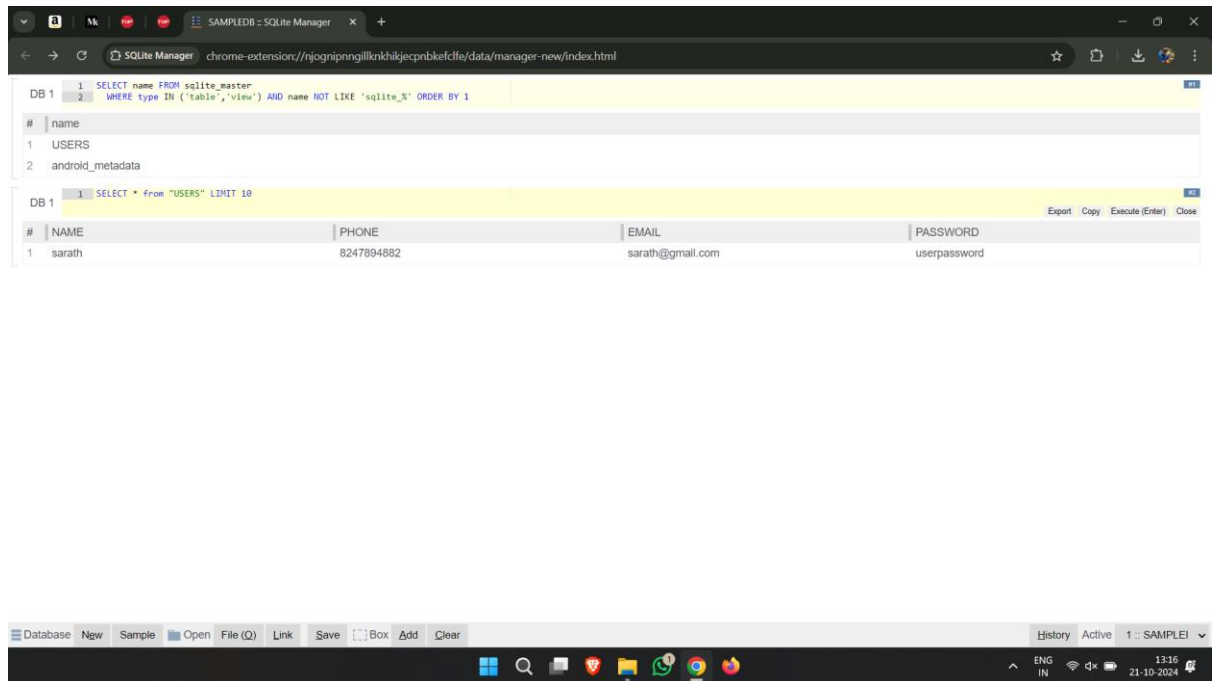 a
Mk
SAMPLEDB :: SQLite Manager
SQLite Manager chrome-extension://njognipnngillknkhikjecpnbkefclfe/data/manager-new/index.html
DB 1
1 SELECT name FROM sqlite_master
2 WHERE type IN ('table','view') AND name NOT LIKE 'sqlite_%' ORDER BY 1
#1
# name
1 USERS
2 android_metadata
DB 1
1 SELECT * from "USERS" LIMIT 10
#2
Export Copy Execute (Enter) Close
# NAME PHONE EMAIL PASSWORD
1 sarath 8247894882 sarath@gmail.com userpassword
Database New Sample Open File (O) Link Save Box Add Clear History Active 1 :: SAMPLEI
ENG 13:16
IN 21-10-2024